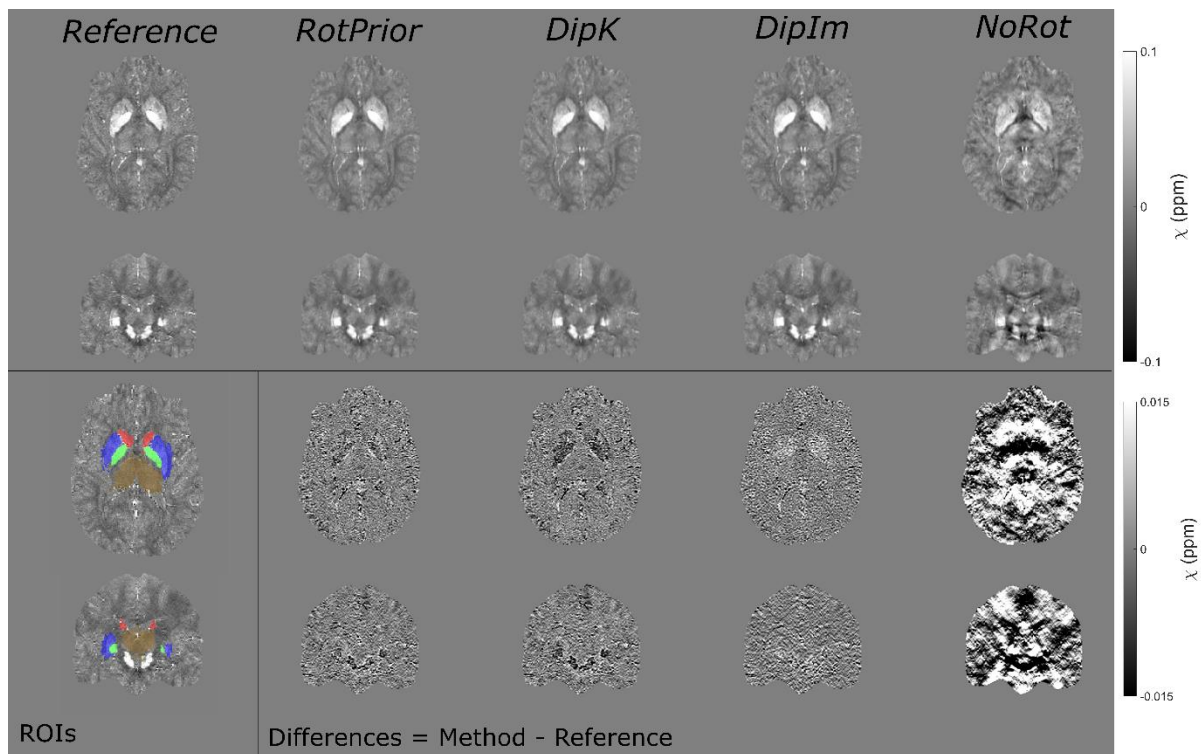 Reference RotPrior DipK DipIm NoRot
0.1
0
-0.1
χ (ppm)
0.015
0
-0.015
χ (ppm)
ROIs
Differences = Method - Reference